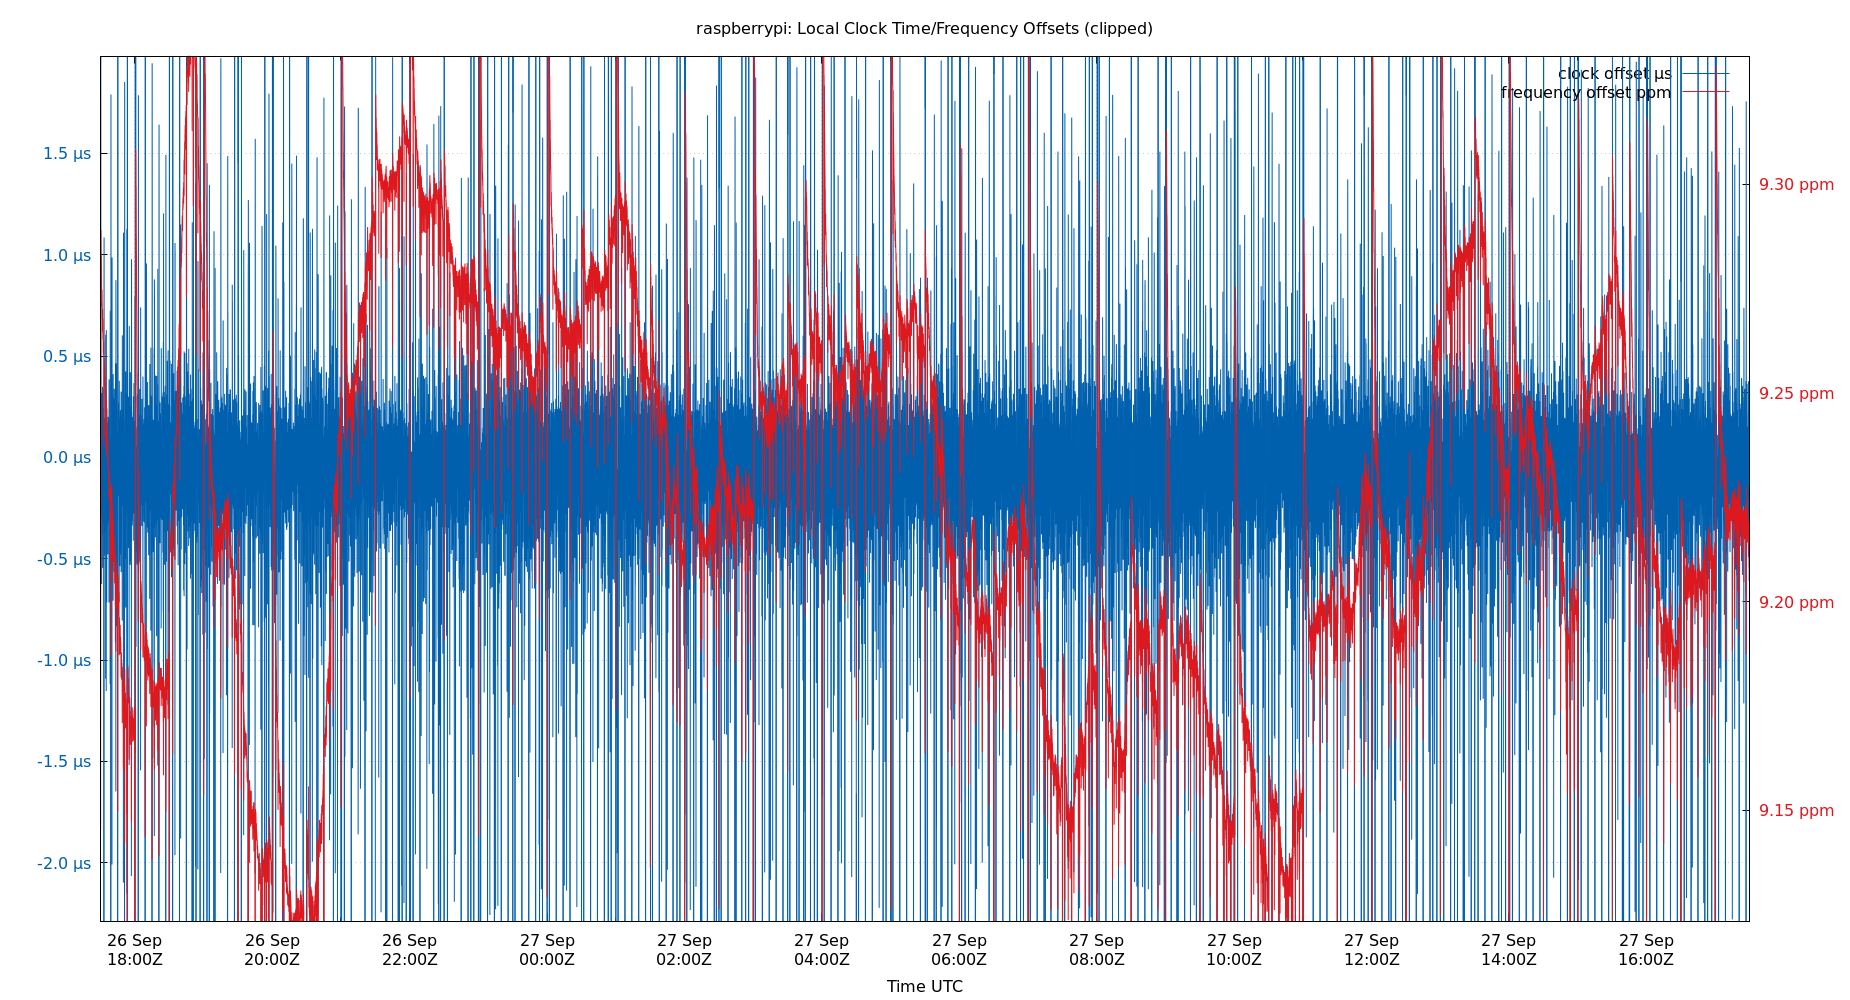 raspberrypi: Local Clock Time/Frequency Offsets (clipped)
clock offset µs
frequency offset ppm
1.5 µs
1.0 µs
0.5 µs
0.0 µs
-0.5 µs
-1.0 µs
-1.5 µs
-2.0 µs
9.30 ppm
9.25 ppm
9.20 ppm
9.15 ppm
26 Sep 26 Sep 26 Sep 27 Sep 27 Sep 27 Sep 27 Sep 27 Sep 27 Sep 27 Sep 27 Sep 27 Sep
18:00Z 20:00Z 22:00Z 00:00Z 02:00Z 04:00Z 06:00Z 08:00Z 10:00Z 12:00Z 14:00Z 16:00Z
Time UTC